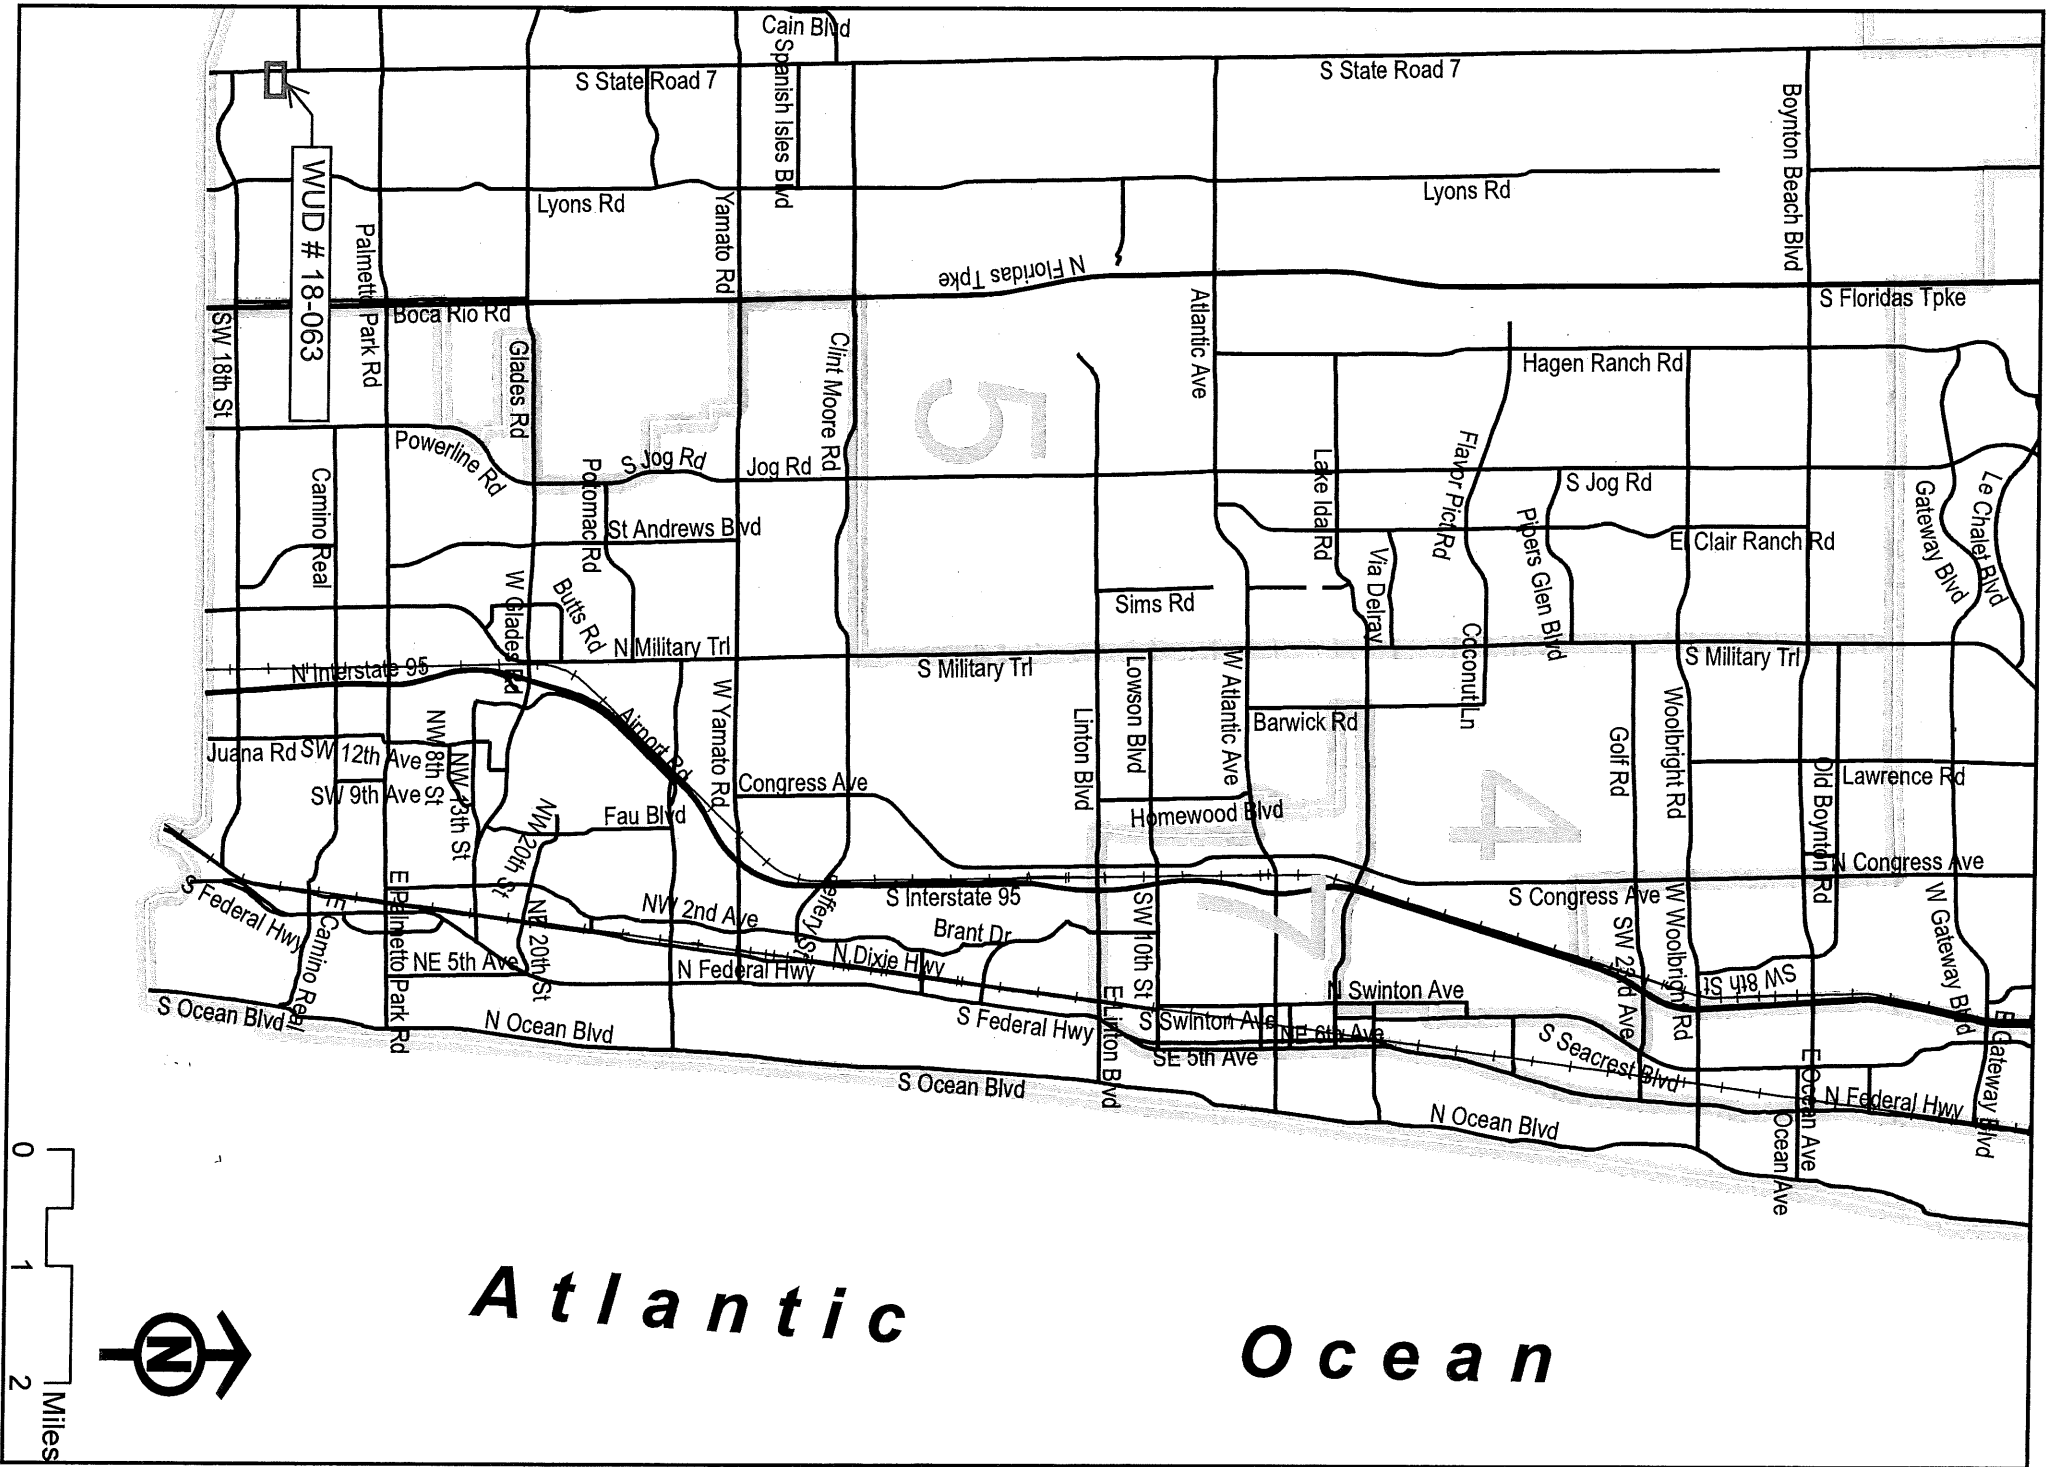 Cain Blvd
S State Road 7
S State Road 7
Spanish Isles Blvd
Boynton Beach Blvd
WUD # 18-063
Lyons Rd
Lyons Rd
Yamato Rd
Palmetto Park Rd
N Floridas Tpke
S Floridas Tpke
Boca Rio Rd
SW 18th St
Glades Rd
Clint Moore Rd
Atlantic Ave
Hagen Ranch Rd
5
Powerline Rd
S Jog Rd
Jog Rd
S Jog Rd
Camino Real
Potomac Rd
St Andrews Blvd
Lake Ida Rd
Flavor Pict Rd
Pipers Glen Blvd
El Clair Ranch Rd
Gateway Blvd
Le Chalet Blvd
W Glades Rd
Butts Rd
Sims Rd
Via Delray
Coconut Ln
N Military Trl
S Military Trl
S Military Trl
N Interstate 95
Airport Rd
W Yamato Rd
Linton Blvd
Lowson Blvd
W Atlantic Ave
Barwick Rd
Golf Rd
Woolbright Rd
Old Boynton Rd
Lawrence Rd
Juana Rd
SW 12th Ave
NW 8th St
NW 13th St
SW 9th Ave
Congress Ave
Fau Blvd
NW 20th St
Homewood Blvd
4
7
S Interstate 95
S Congress Ave
N Congress Ave
S Federal Hwy
E Camino Real
E Palmetto Park Rd
NE 5th Ave
NE 20th St
NW 2nd Ave
Jeffery St
Brant Dr
N Dixie Hwy
N Federal Hwy
SW 10th St
SW 23rd Ave
W Woolbright Rd
SW 8th St
W Gateway Blvd
S Ocean Blvd
N Ocean Blvd
S Federal Hwy
E Linton Blvd
N Swinton Ave
S Swinton Ave
NE 6th Ave
SE 5th Ave
S Seacrest Blvd
E Ocean Ave
N Federal Hwy
E Gateway Blvd
S Ocean Blvd
N Ocean Blvd
Ocean Ave
Atlantic
Ocean
N
0 1 2
Miles